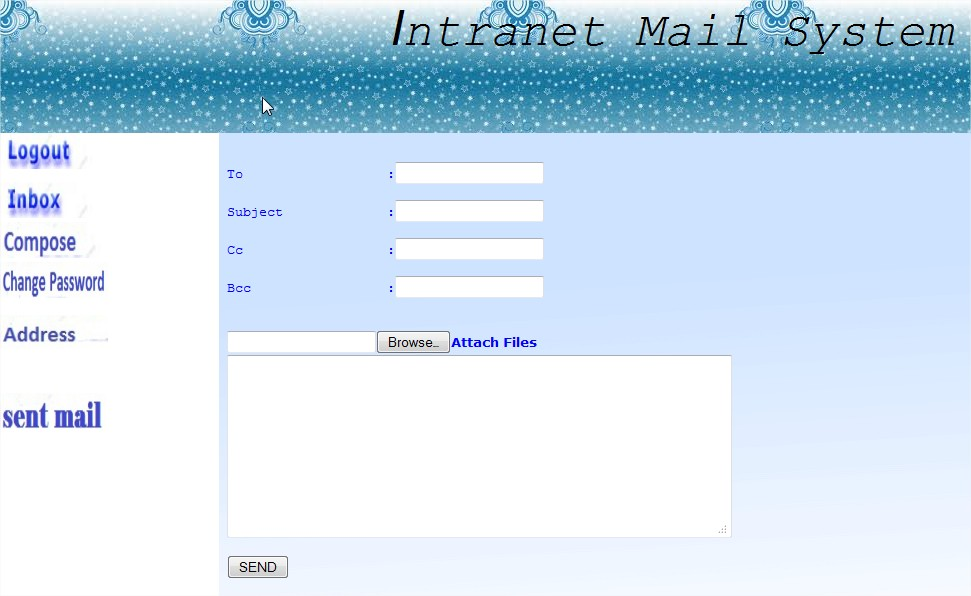 Intranet Mail System
Logout
Inbox
Compose
Change Password
Address
sent mail
To :
Subject :
Cc :
Bcc :
Browse.. Attach Files
SEND